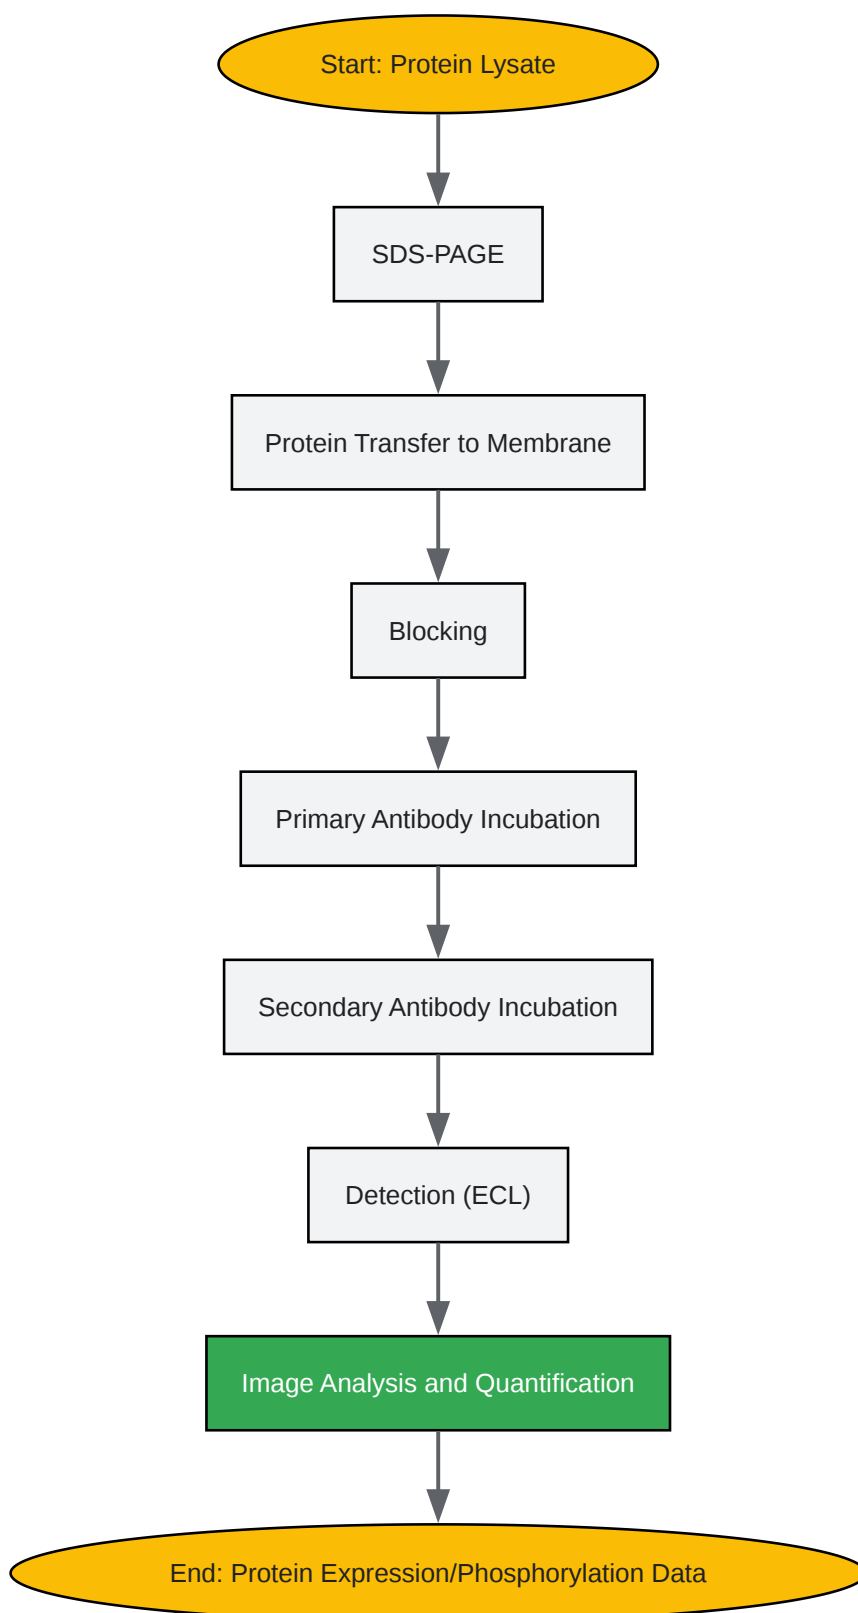 Start: Protein Lysate
SDS-PAGE
Protein Transfer to Membrane
Blocking
Primary Antibody Incubation
Secondary Antibody Incubation
Detection (ECL)
Image Analysis and Quantification
End: Protein Expression/Phosphorylation Data